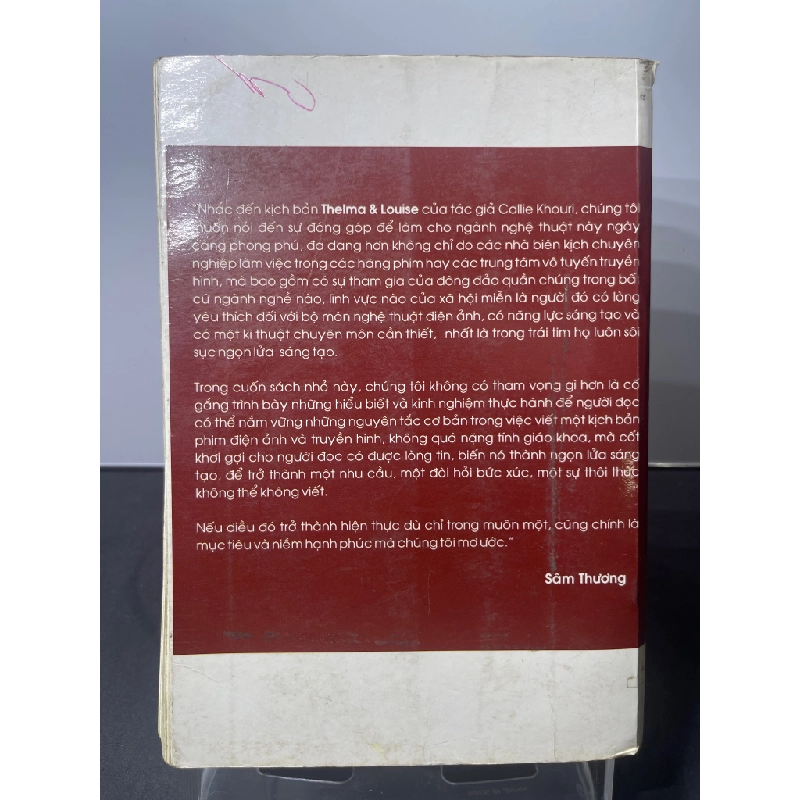 "Nhắc đến kịch bản Thelma & Louise của tác giả Callie Khouri, chúng tôi
muốn nói đến sự đóng góp để làm cho ngành nghệ thuật này ngày
càng phong phú, đa dạng hơn không chỉ do các nhà biên kịch chuyên
nghiệp làm việc trong các hãng phim hay các trung tâm vô tuyến truyền
hình, mà bao gồm cả sự tham gia của đông đảo quần chúng trong bất
cứ ngành nghề nào, lĩnh vực nào của xã hội miễn là người đó có lòng
yêu thích đối với bộ môn nghệ thuật điện ảnh, có năng lực sáng tạo và
có một kĩ thuật chuyên môn cần thiết, nhất là trong trái tim họ luôn sôi
sục ngọn lửa sáng tạo.
Trong cuốn sách nhỏ này, chúng tôi không có tham vọng gì hơn là cố
gắng trình bày những hiểu biết và kinh nghiệm thực hành để người đọc
có thể nắm vững những nguyên tắc cơ bản trong việc viết một kịch bản
phim điện ảnh và truyền hình, không quá nặng tính giáo khoa, mà cốt
khơi gợi cho người đọc có được lòng tin, biến nó thành ngọn lửa sáng
tạo, để trở thành một nhu cầu, một đòi hỏi bức xúc, một sự thôi thúc
không thể không viết.
Nếu điều đó trở thành hiện thực dù chỉ trong muôn một, cũng chính là
mục tiêu và niềm hạnh phúc mà chúng tôi mơ ước."
Sâm Thương